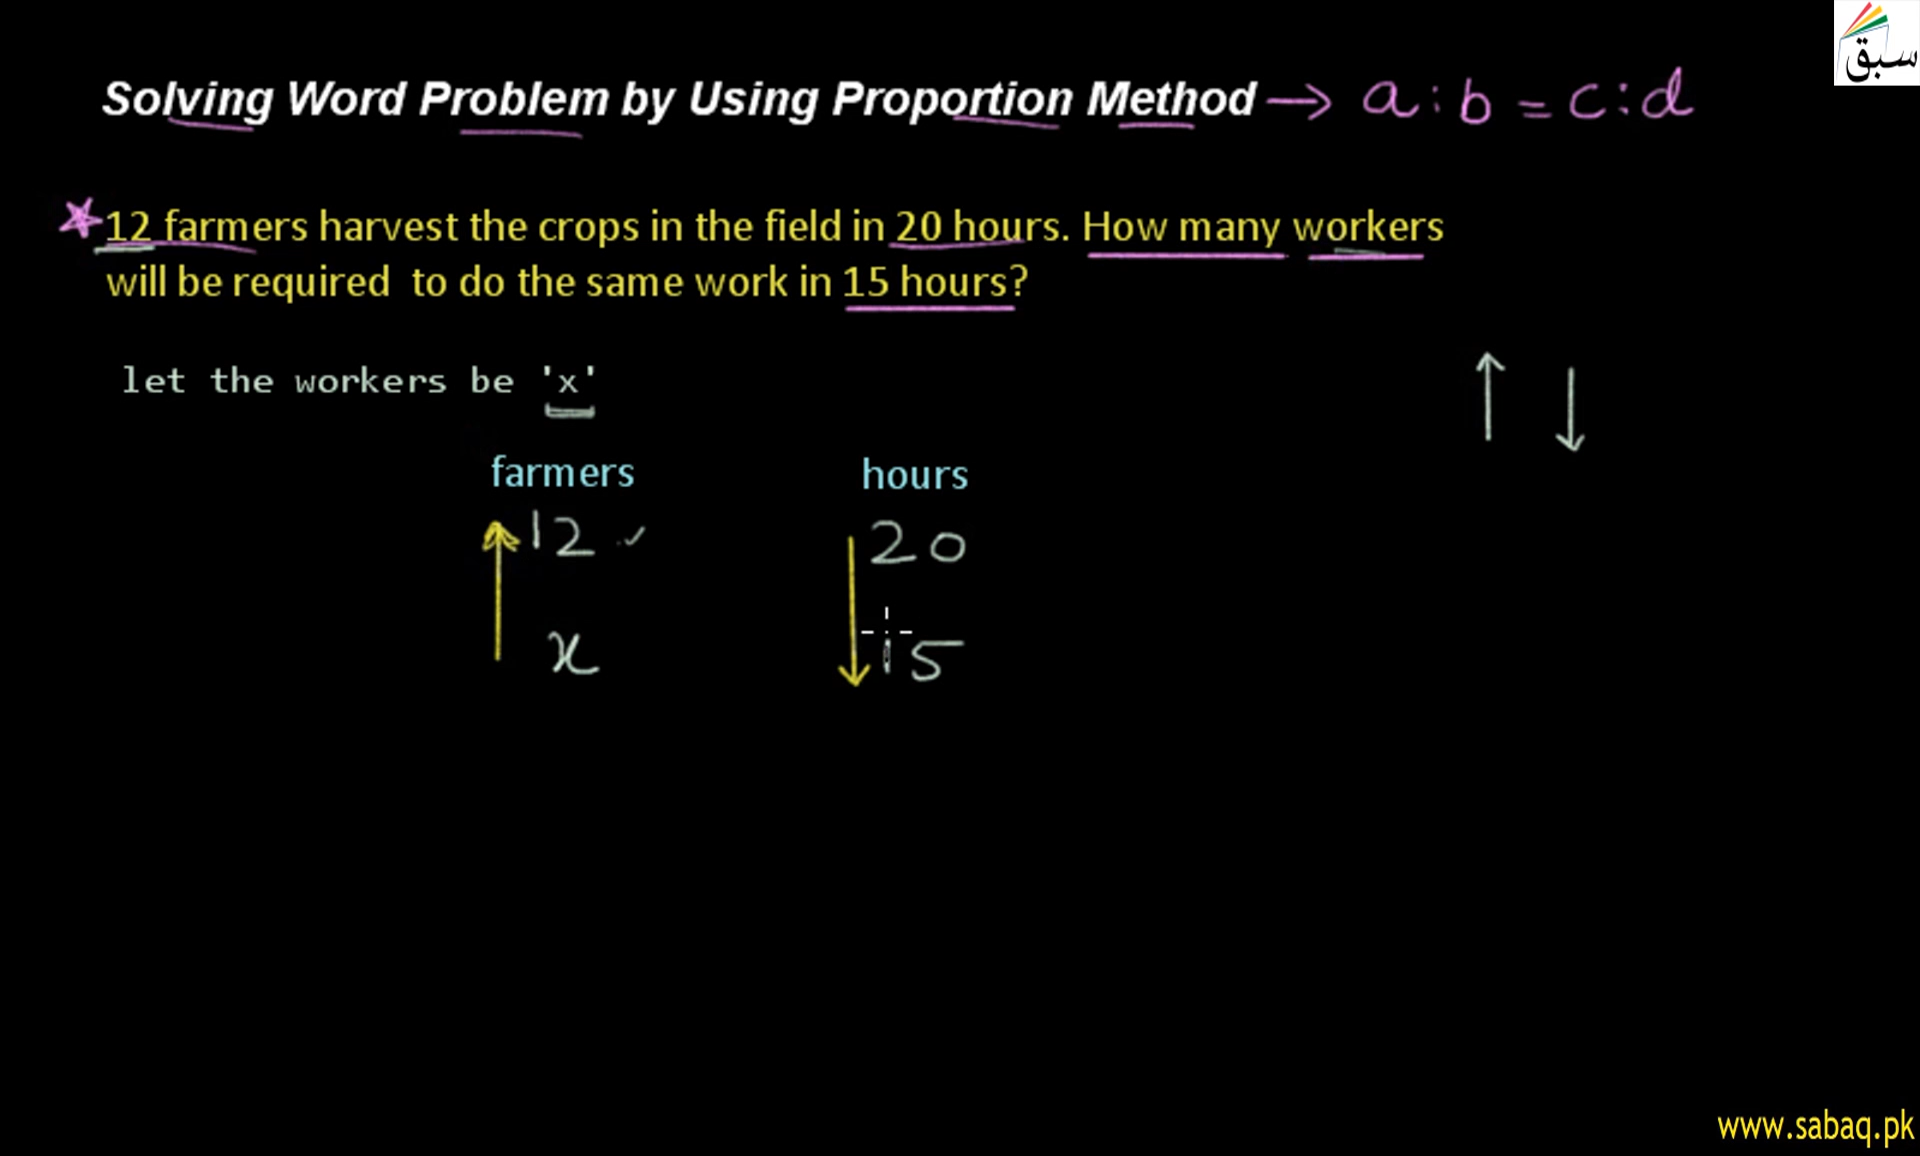 سبق
Solving Word Problem by Using Proportion Method → a : b = c : d
12 farmers harvest the crops in the field in 20 hours. How many workers
will be required to do the same work in 15 hours?
let the workers be 'x'
farmers hours
12 20
x 15
www.sabaq.pk